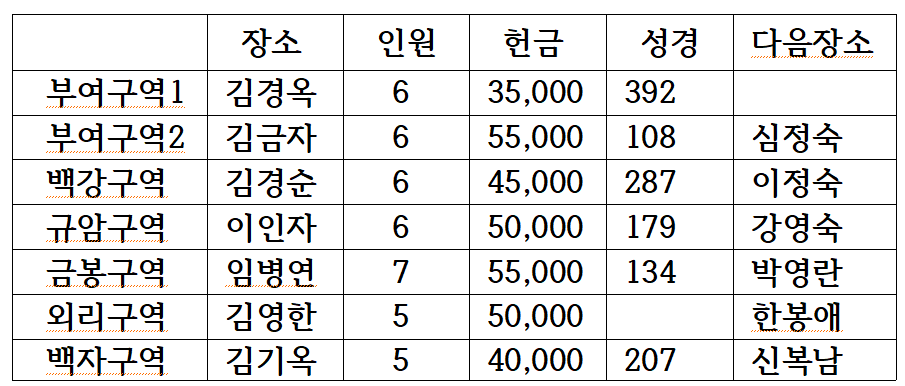 장소 인원 헌금 성경 다음장소
부여구역1 김경옥 6 35,000 392
부여구역2 김금자 6 55,000 108 심정숙
백강구역 김경순 6 45,000 287 이정숙
규암구역 이인자 6 50,000 179 강영숙
금봉구역 임병연 7 55,000 134 박영란
외리구역 김영한 5 50,000 한봉애
백자구역 김기옥 5 40,000 207 신복남